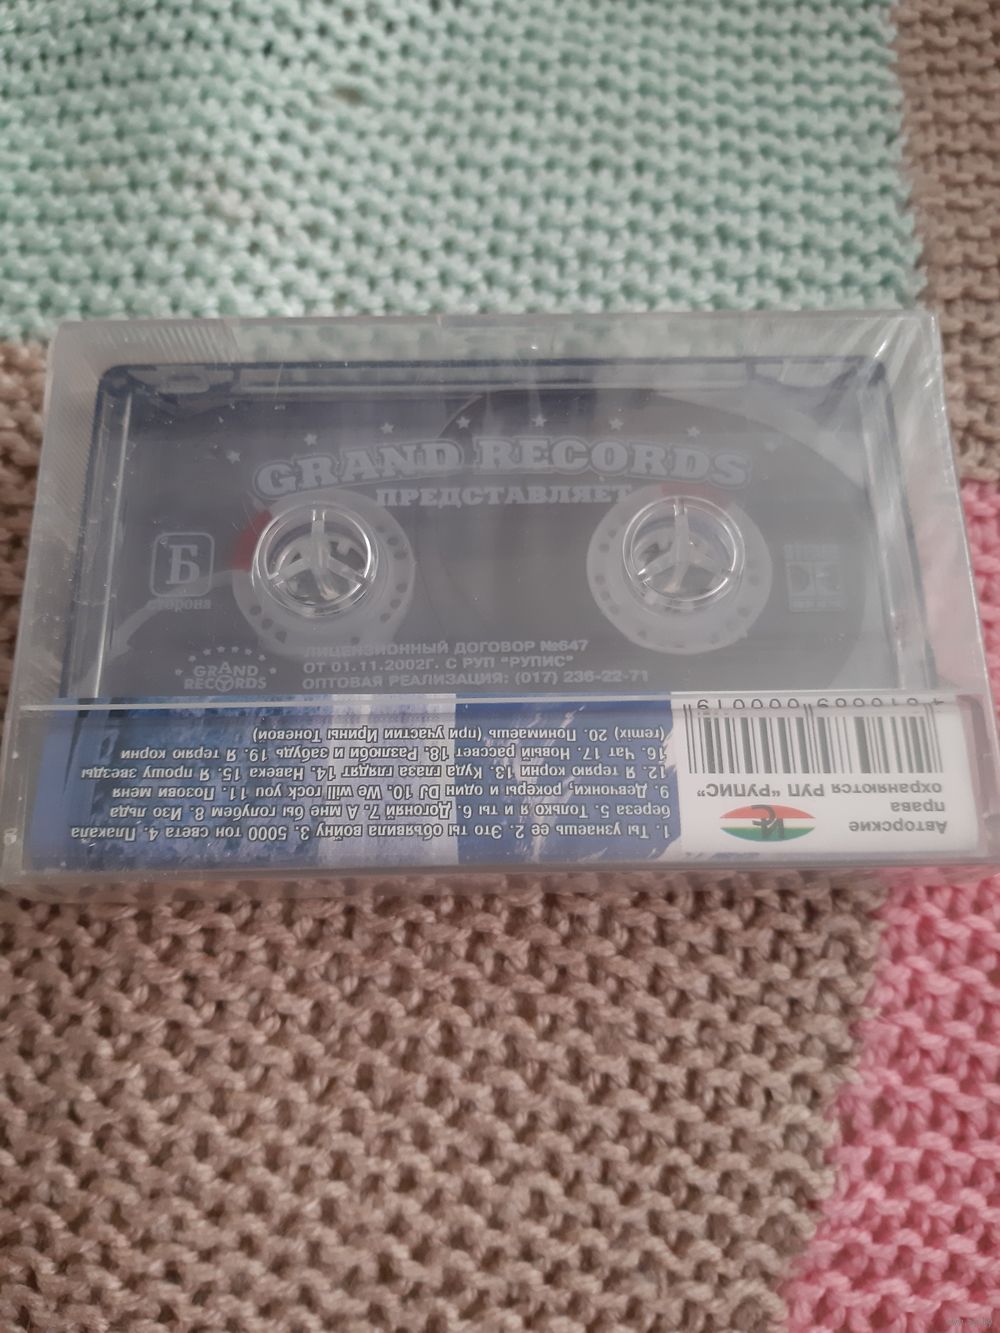 GRAND RECORDS
ПРЕДСТАВЛЯЕТ
Б
сторона
GRAND
RECORDS
ЛИЦЕНЗИОННЫЙ ДОГОВОР №647
ОТ 01.11.2002Г. С РУП "РУПИС"
ОПТОВАЯ РЕАЛИЗАЦИЯ: (017) 236-22-71
1. Ты узнаешь ее 2. Это ты объявила войну 3. 5000 тон света 4. Плакала
береза 5. Только я и ты 6. Догоняй 7. А мне бы голубем 8. Изо льда
9. Девчонки, рокеры и один DJ 10. We will rock you 11. Позови меня
12. Я теряю корни 13. Куда глаза глядят 14. Навека 15. Я прошу звезды
16. Чат 17. Новый рассвет 18. Разлюби и забудь 19. Я теряю корни
(remix) 20. Понимаешь (при участии Ирины Тоневой)
Авторские
права
охраняются РУП "РУПИС"